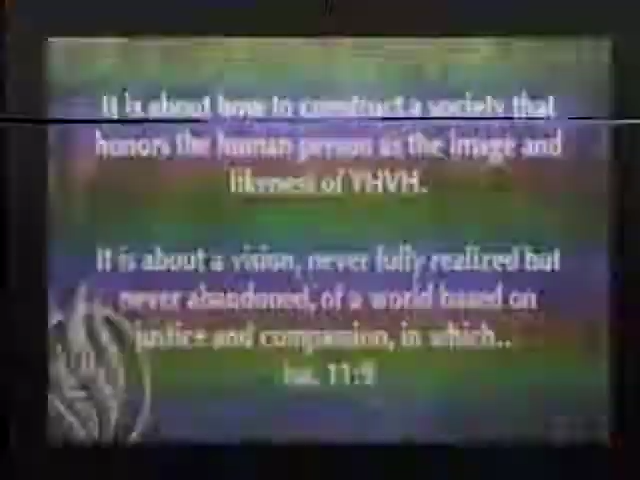 It is about how to construct a society that
honors the human person as the image and
likeness of YHVH.
It is about a vision, never fully realized but
never abandoned, of a world based on
justice and compassion, in which..
Isa. 11:9